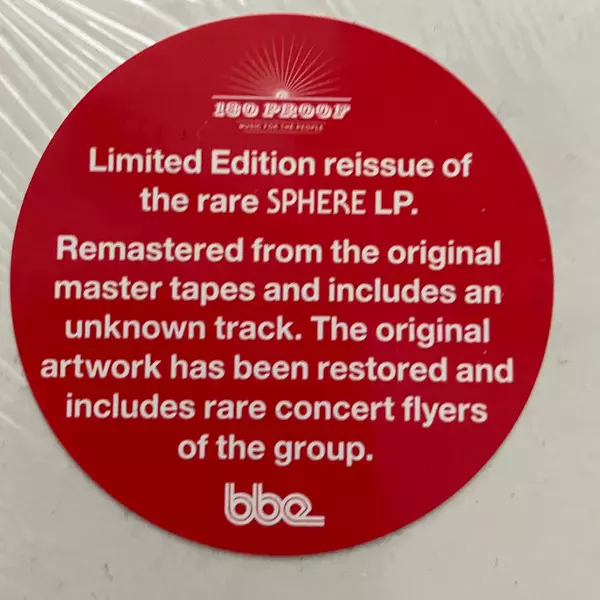 180 PROOF
MUSIC FOR THE PEOPLE
Limited Edition reissue of
the rare SPHERE LP.
Remastered from the original
master tapes and includes an
unknown track. The original
artwork has been restored and
includes rare concert flyers
of the group.
bbe